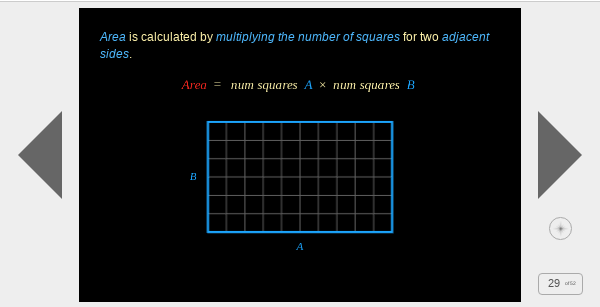 Area is calculated by multiplying the number of squares for two adjacent
sides.
Area = num squares A × num squares B
B
A
29 of 52